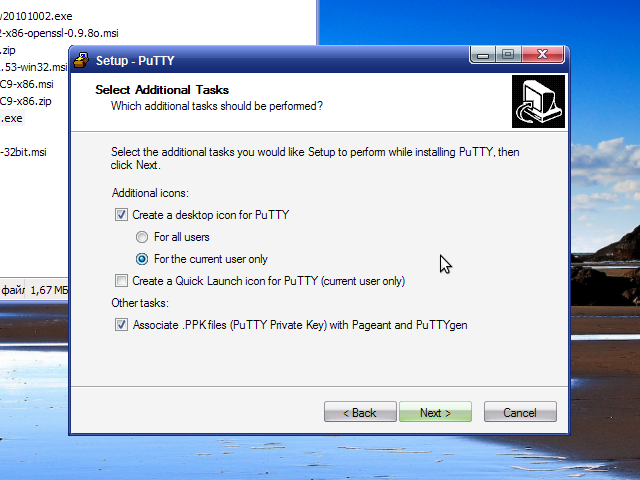 w20101002.exe
2-x86-openssl-0.9.8o.msi
.zip
.53-win32.msi
C9-x86.msi
C9-x86.zip
.exe
-32bit.msi
файл 1,67 МБ
Setup - PuTTY
Select Additional Tasks
Which additional tasks should be performed?
Select the additional tasks you would like Setup to perform while installing PuTTY, then
click Next.
Additional icons:
Create a desktop icon for PuTTY
For all users
For the current user only
Create a Quick Launch icon for PuTTY (current user only)
Other tasks:
Associate .PPK files (PuTTY Private Key) with Pageant and PuTTYgen
< Back
Next >
Cancel